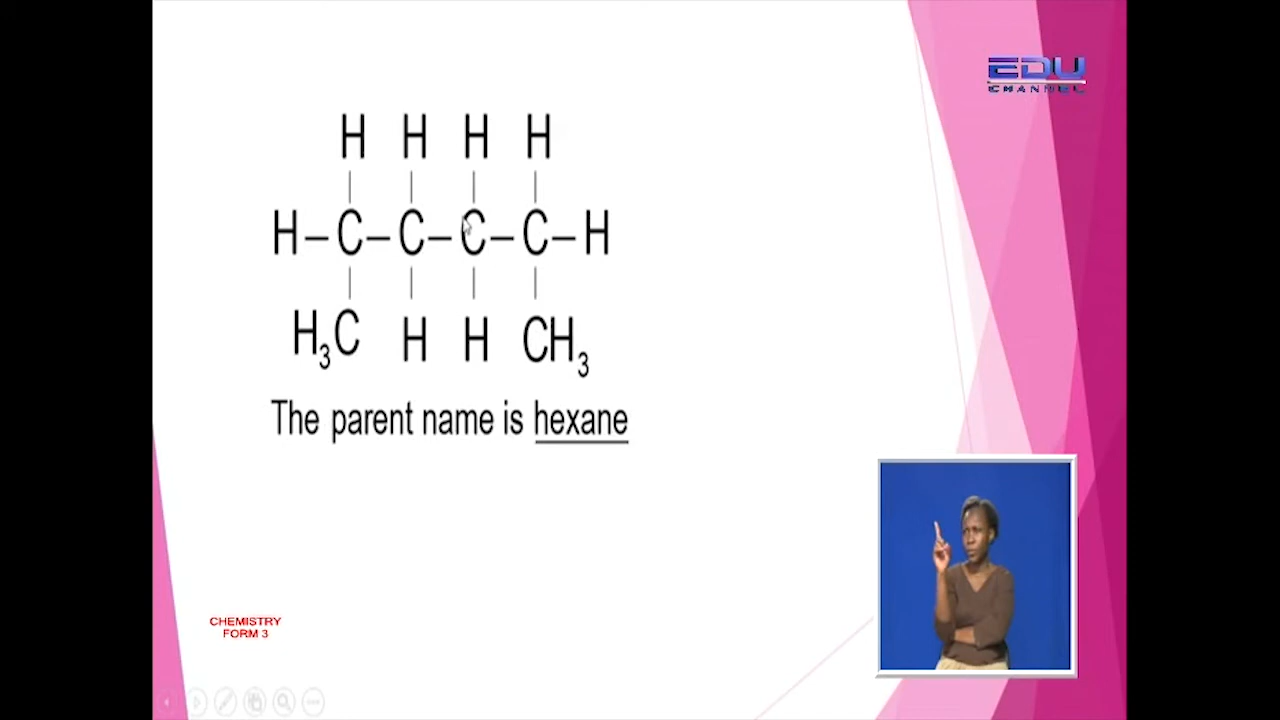 EDU
CHANNEL
H H H H
H–C–C–C–C–H
H₃C H H CH₃
The parent name is hexane
CHEMISTRY
FORM 3